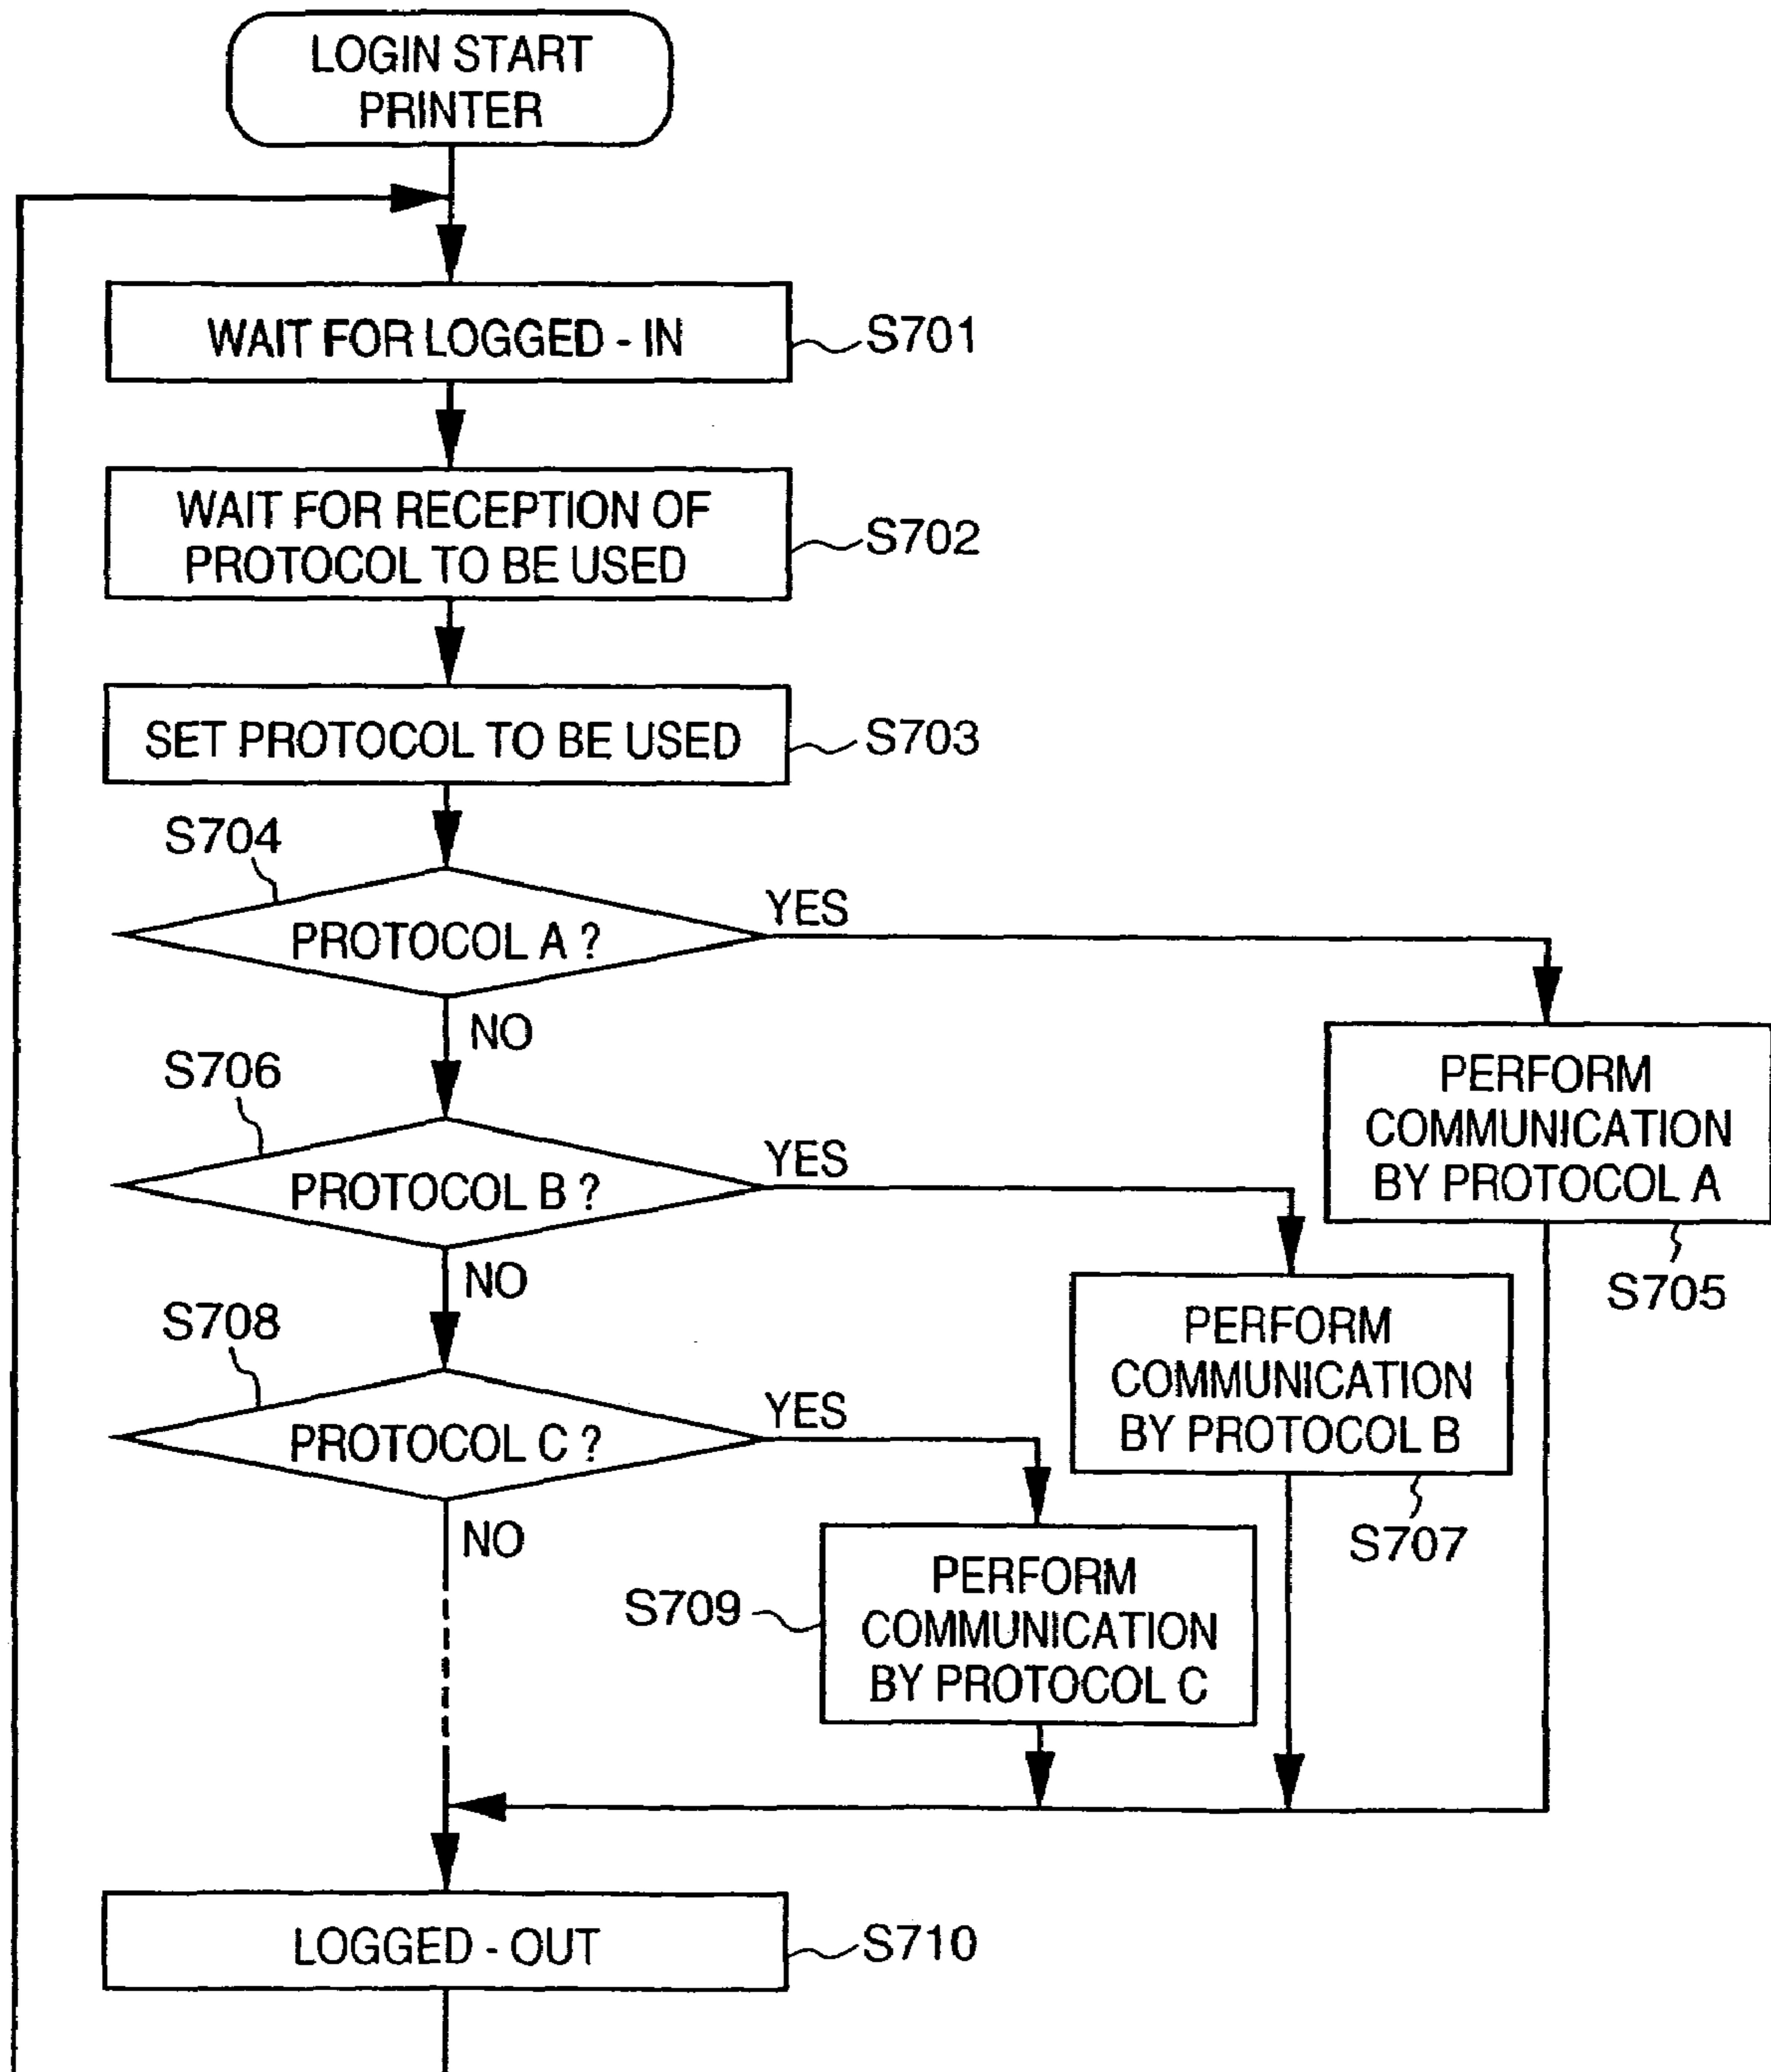 LOGIN START
PRINTER
WAIT FOR LOGGED - IN
S701
WAIT FOR RECEPTION OF
PROTOCOL TO BE USED
S702
SET PROTOCOL TO BE USED
S703
S704
PROTOCOL A ?
YES
NO
PERFORM
COMMUNICATION
BY PROTOCOL A
S705
S706
PROTOCOL B ?
YES
NO
PERFORM
COMMUNICATION
BY PROTOCOL B
S707
S708
PROTOCOL C ?
YES
NO
PERFORM
COMMUNICATION
BY PROTOCOL C
S709
LOGGED - OUT
S710